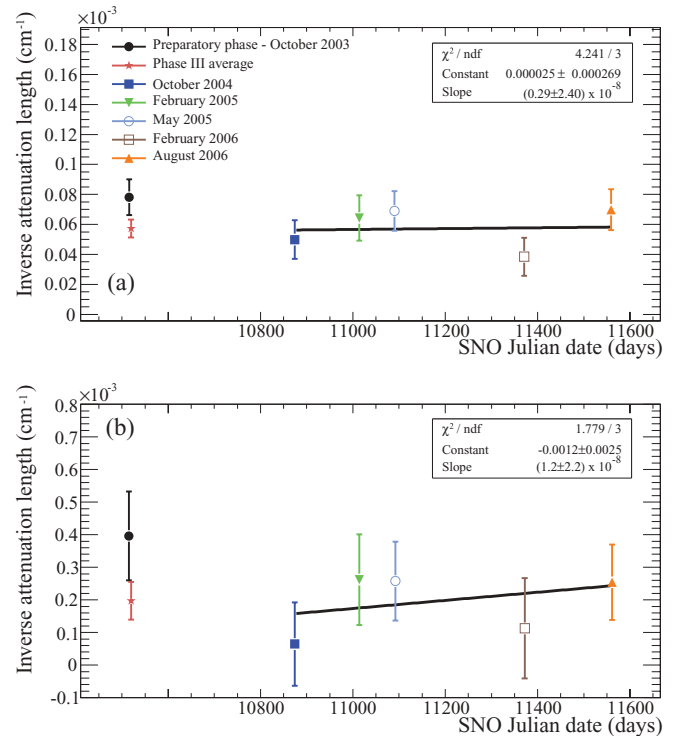 ×10⁻³
Inverse attenuation length (cm⁻¹)
0.18
0.16
0.14
0.12
0.1
0.08
0.06
0.04
0.02
0
Preparatory phase - October 2003
Phase III average
October 2004
February 2005
May 2005
February 2006
August 2006
χ² / ndf 4.241 / 3
Constant 0.000025 ± 0.000269
Slope (0.29±2.40) x 10⁻⁸
(a)
10800 11000 11200 11400 11600
SNO Julian date (days)
×10⁻³
Inverse attenuation length (cm⁻¹)
0.8
0.7
0.6
0.5
0.4
0.3
0.2
0.1
0
-0.1
(b)
χ² / ndf 1.779 / 3
Constant -0.0012±0.0025
Slope (1.2±2.2) x 10⁻⁸
10800 11000 11200 11400 11600
SNO Julian date (days)